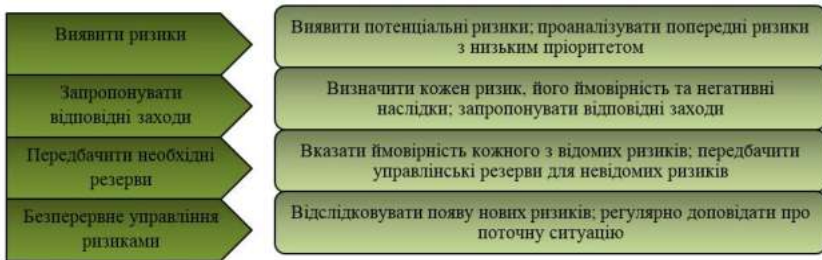 Виявити ризики
Виявити потенціальні ризики; проаналізувати попередні ризики
з низьким пріоритетом
Запропонувати
відповідні заходи
Визначити кожен ризик, його ймовірність та негативні
наслідки; запропонувати відповідні заходи
Передбачити необхідні
резерви
Вказати ймовірність кожного з відомих ризиків; передбачити
управлінські резерви для невідомих ризиків
Безперервне управління
ризиками
Відслідковувати появу нових ризиків; регулярно доповідати про
поточну ситуацію